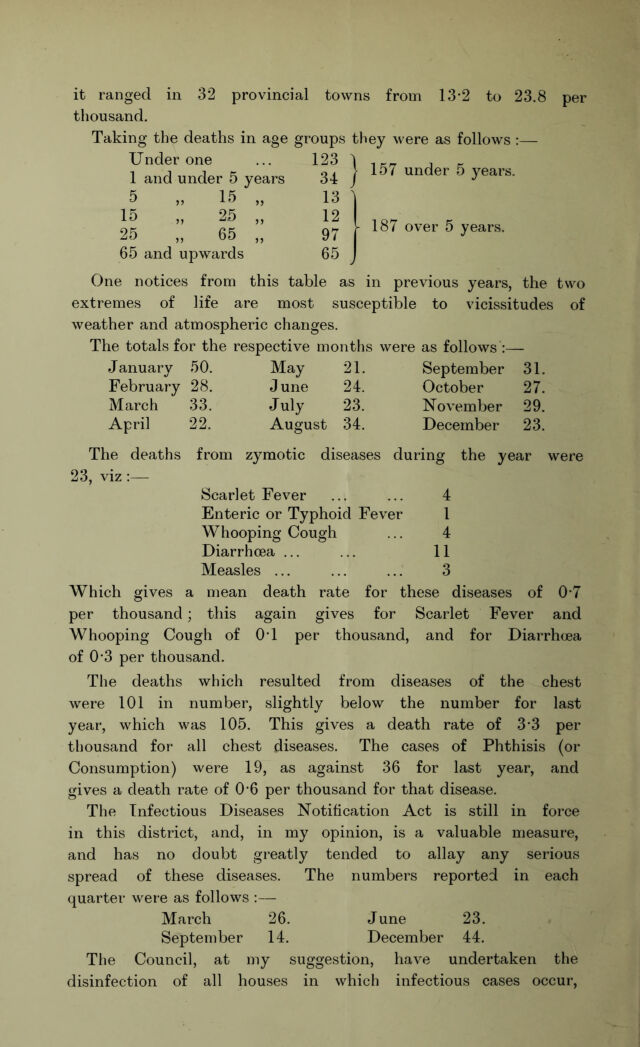 it ranged in 32 provincial towns from 13·2 to 23.8 per
thousand.
Taking the deaths in age groups they were as follows :—
Under one ... 123
1 and under 5 years 34
} 157 under 5 years.
5 „ 15 „ 13
15 „ 25 „ 12
25 „ 65 „ 97
65 and upwards 65
} 187 over 5 years.
One notices from this table as in previous years, the two
extremes of life are most susceptible to vicissitudes of
weather and atmospheric changes.
The totals for the respective months were as follows :—
January 50. May 21. September 31.
February 28. June 24. October 27.
March 33. July 23. November 29.
April 22. August 34. December 23.
The deaths from zymotic diseases during the year were
23, viz :—
Scarlet Fever ... ... 4
Enteric or Typhoid Fever 1
Whooping Cough ... 4
Diarrhœa ... ... 11
Measles ... ... ... 3
Which gives a mean death rate for these diseases of 0·7
per thousand; this again gives for Scarlet Fever and
Whooping Cough of 0·1 per thousand, and for Diarrhœa
of 0·3 per thousand.
The deaths which resulted from diseases of the chest
were 101 in number, slightly below the number for last
year, which was 105. This gives a death rate of 3·3 per
thousand for all chest diseases. The cases of Phthisis (or
Consumption) were 19, as against 36 for last year, and
gives a death rate of 0·6 per thousand for that disease.
The Infectious Diseases Notification Act is still in force
in this district, and, in my opinion, is a valuable measure,
and has no doubt greatly tended to allay any serious
spread of these diseases. The numbers reported in each
quarter were as follows :—
March 26. June 23.
September 14. December 44.
The Council, at my suggestion, have undertaken the
disinfection of all houses in which infectious cases occur,